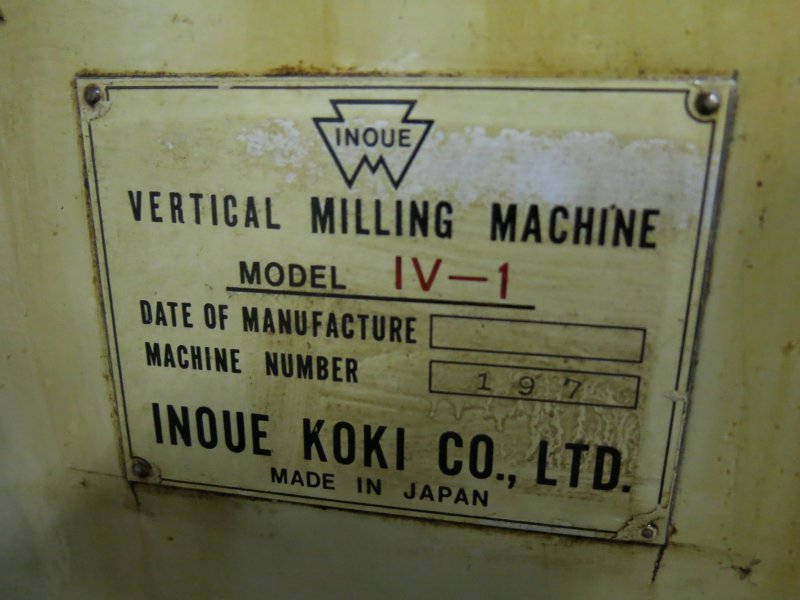 INOUE
VERTICAL MILLING MACHINE
MODEL IV-1
DATE OF MANUFACTURE
MACHINE NUMBER 197
INOUE KOKI CO., LTD.
MADE IN JAPAN